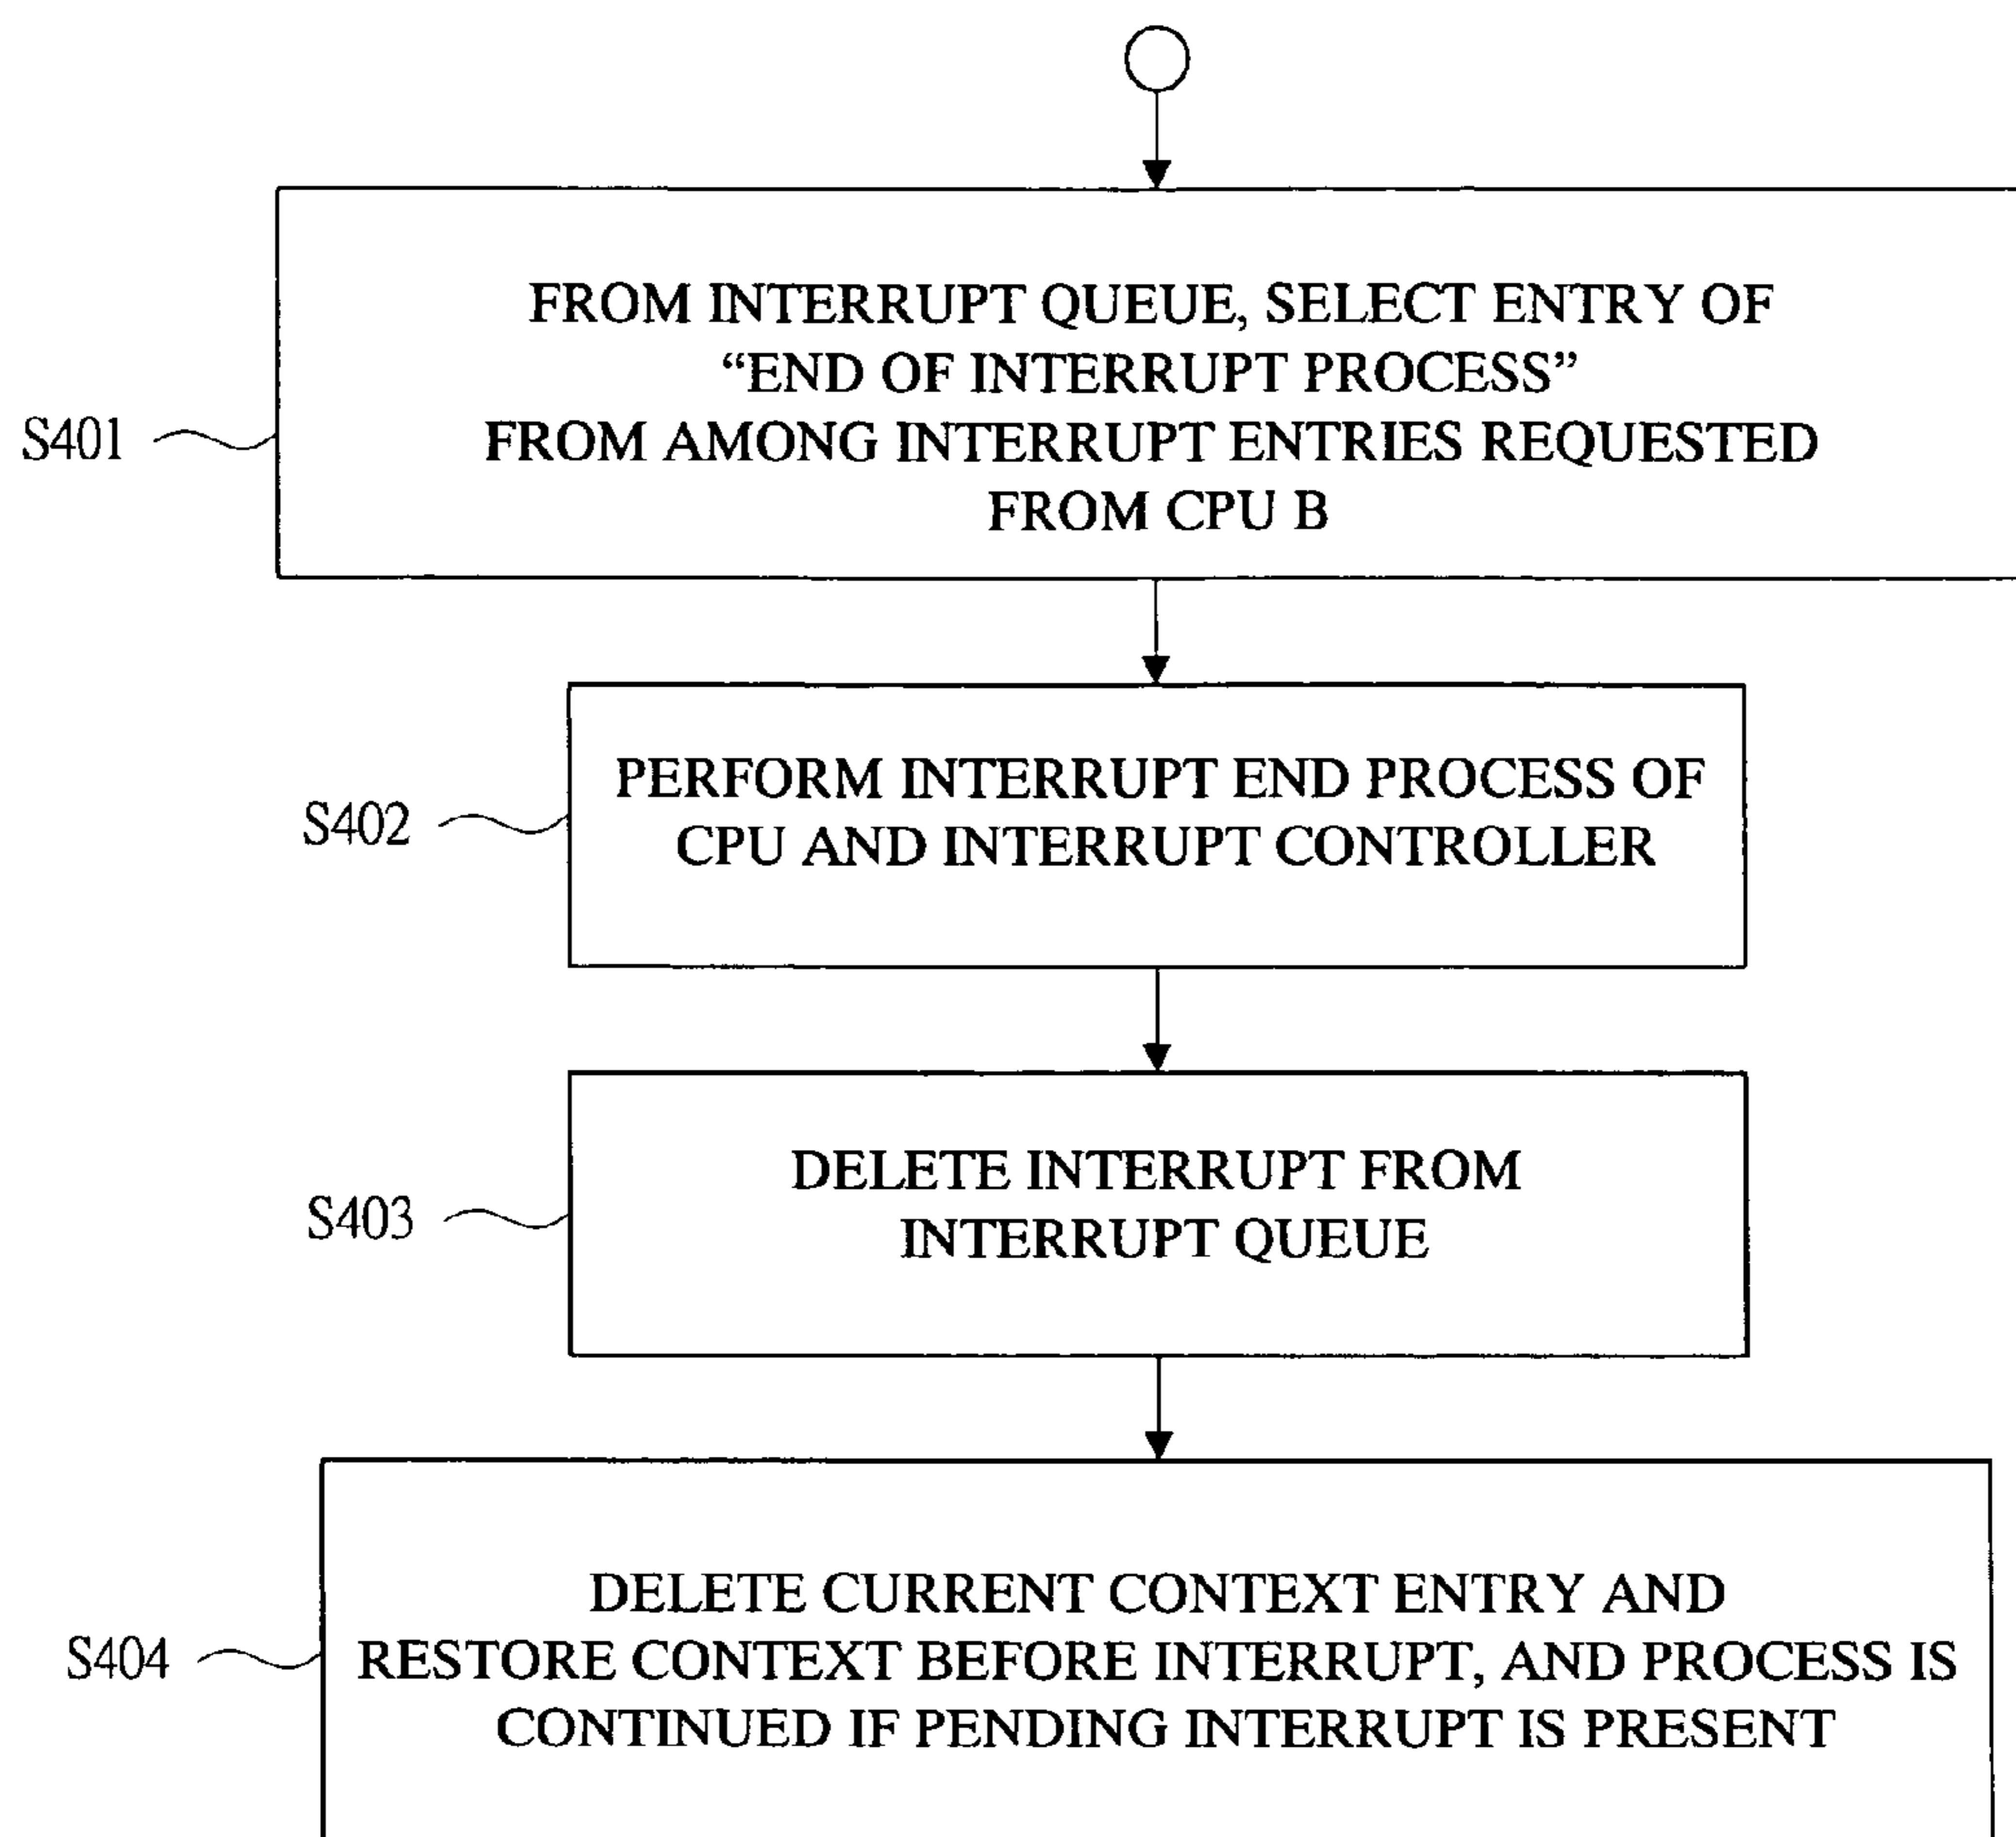 FROM INTERRUPT QUEUE, SELECT ENTRY OF
“END OF INTERRUPT PROCESS”
FROM AMONG INTERRUPT ENTRIES REQUESTED
FROM CPU B
S401
PERFORM INTERRUPT END PROCESS OF
CPU AND INTERRUPT CONTROLLER
S402
DELETE INTERRUPT FROM
INTERRUPT QUEUE
S403
DELETE CURRENT CONTEXT ENTRY AND
RESTORE CONTEXT BEFORE INTERRUPT, AND PROCESS IS
CONTINUED IF PENDING INTERRUPT IS PRESENT
S404